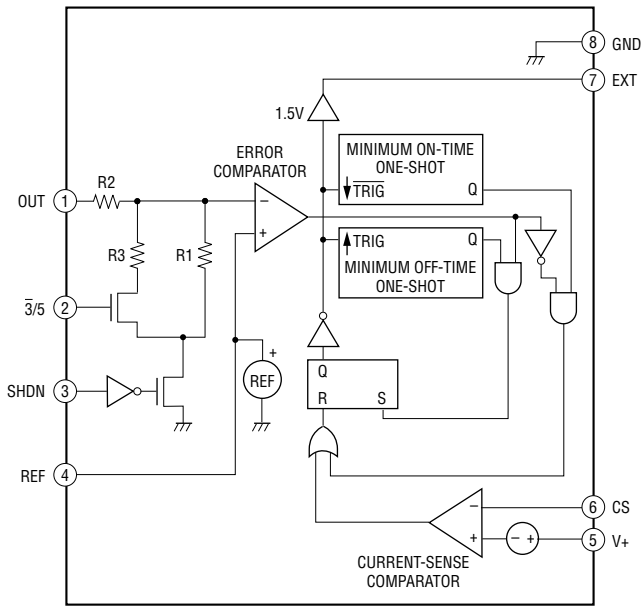 8 GND
7 EXT
1.5V
ERROR
COMPARATOR
MINIMUM ON-TIME
ONE-SHOT
TRIG Q
OUT 1 R2
− +
TRIG Q
MINIMUM OFF-TIME
ONE-SHOT
R3 R1
3/5 2
+
REF
SHDN 3
Q
R S
REF 4
6 CS
− +
− +
5 V+
CURRENT-SENSE
COMPARATOR